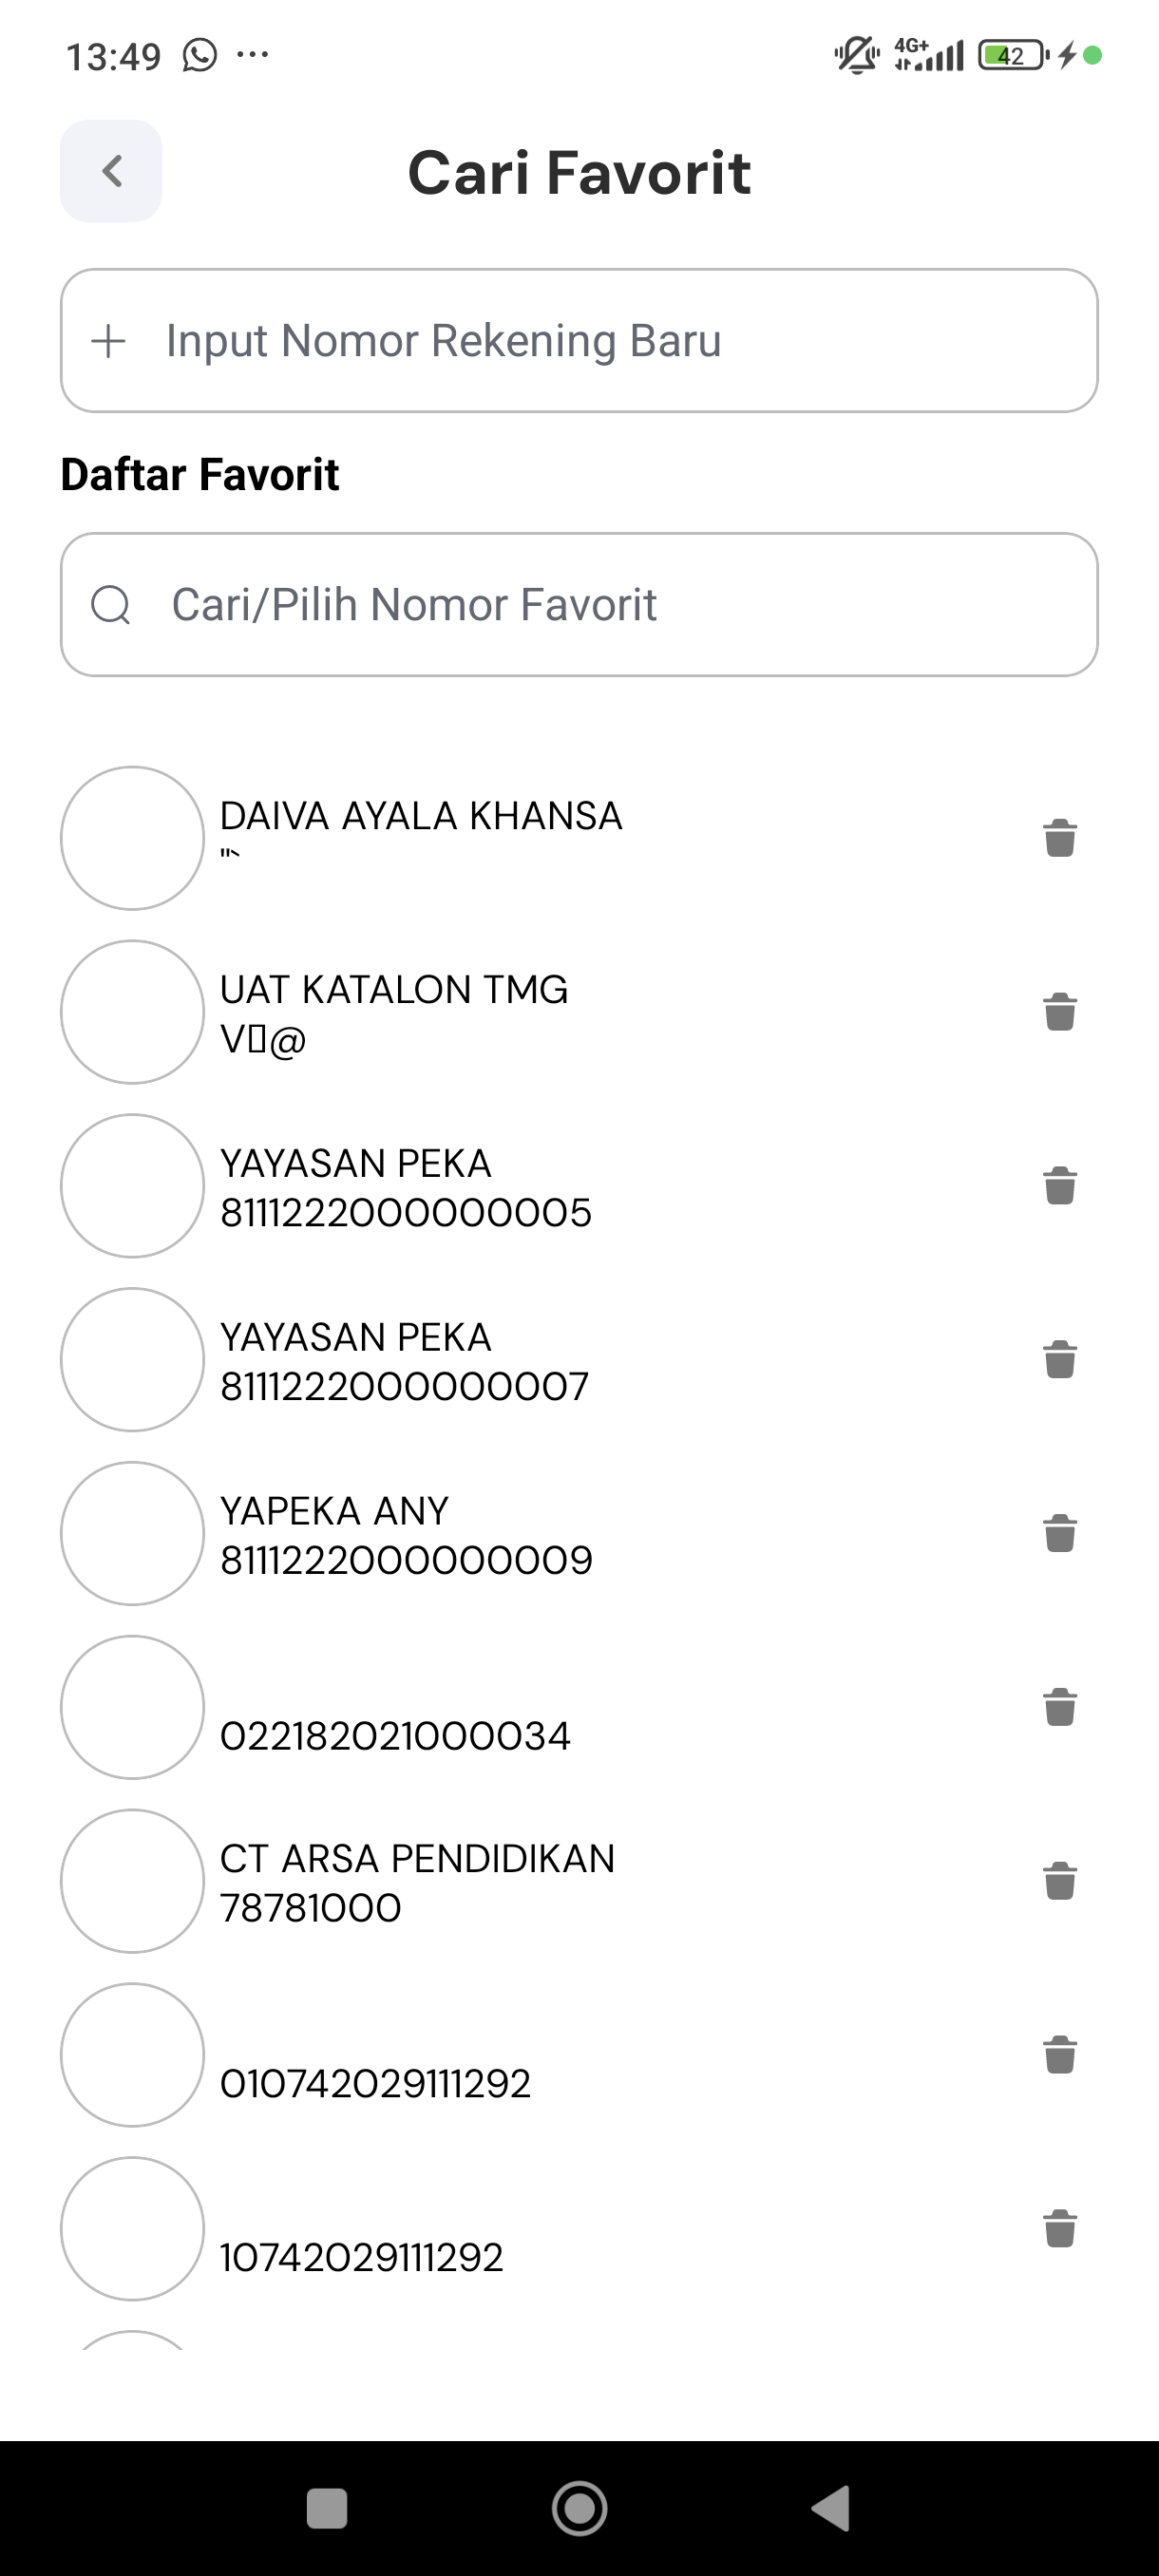 13:49
4G+
42
Cari Favorit
Input Nomor Rekening Baru
Daftar Favorit
Cari/Pilih Nomor Favorit
DAIVA AYALA KHANSA
"`
UAT KATALON TMG
V▯@
YAYASAN PEKA
8111222000000005
YAYASAN PEKA
8111222000000007
YAPEKA ANY
8111222000000009
022182021000034
CT ARSA PENDIDIKAN
78781000
010742029111292
10742029111292